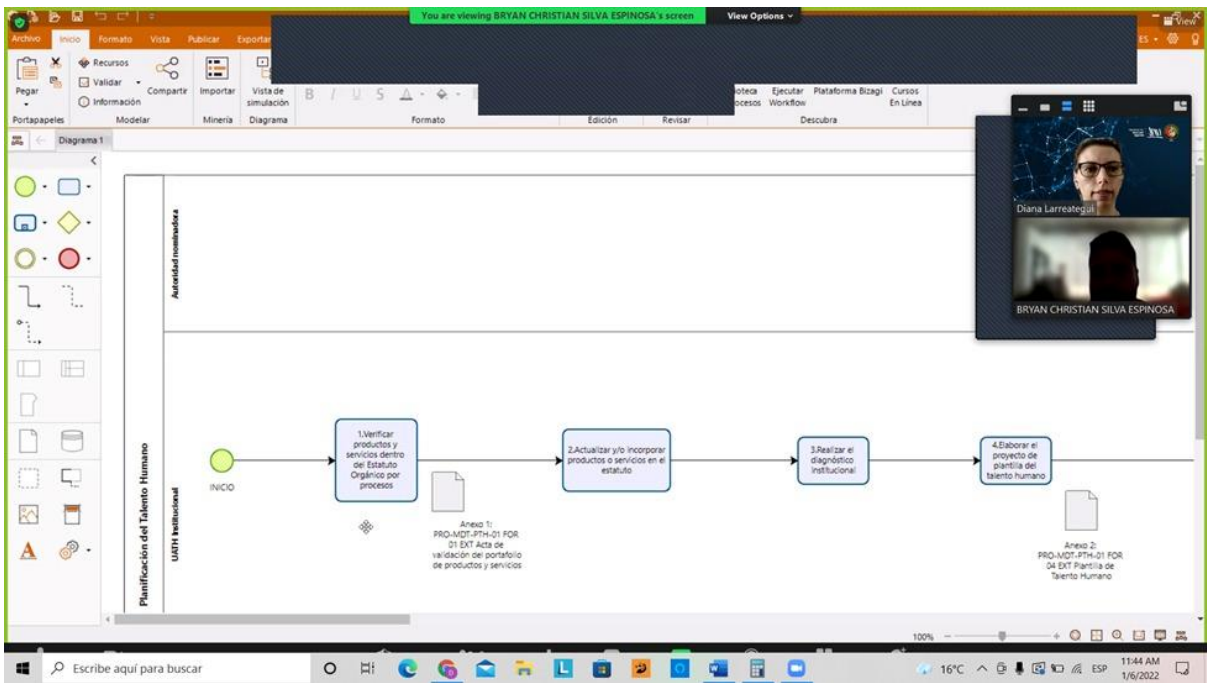 You are viewing BRYAN CHRISTIAN SILVA ESPINOSA's screen
View Options
View
Archivo
Inicio
Formato
Vista
Publicar
Exportar
ES
Pegar
Recursos
Validar
Información
Compartir
Importar
Vista de
simulación
B I U S A
Ejecutar
Workflow
Plataforma Bizagi
Cursos
En Línea
Portapapeles
Modelar
Minería
Diagrama
Formato
Edición
Revisar
Descubra
Diagrama 1
Diana Larreategui
BRYAN CHRISTIAN SILVA ESPINOSA
Planificación del Talento Humano
Autoridad nominadora
UATH Institucional
INICIO
1.Verificar
productos y
servicios dentro
del Estatuto
Orgánico por
procesos
Anexo 1:
PRO-MDT-PTH-01 FOR
01 EXT Acta de
validación del portafolio
de productos y servicios
2.Actualizar y/o incorporar
productos o servicios en el
estatuto
3.Realizar el
diagnóstico
institucional
4.Elaborar el
proyecto de
plantilla del
talento humano
Anexo 2:
PRO-MDT-PTH-01 FOR
04 EXT Plantilla de
Talento Humano
A
100%
Escribe aquí para buscar
16°C
ESP
11:44 AM
1/6/2022